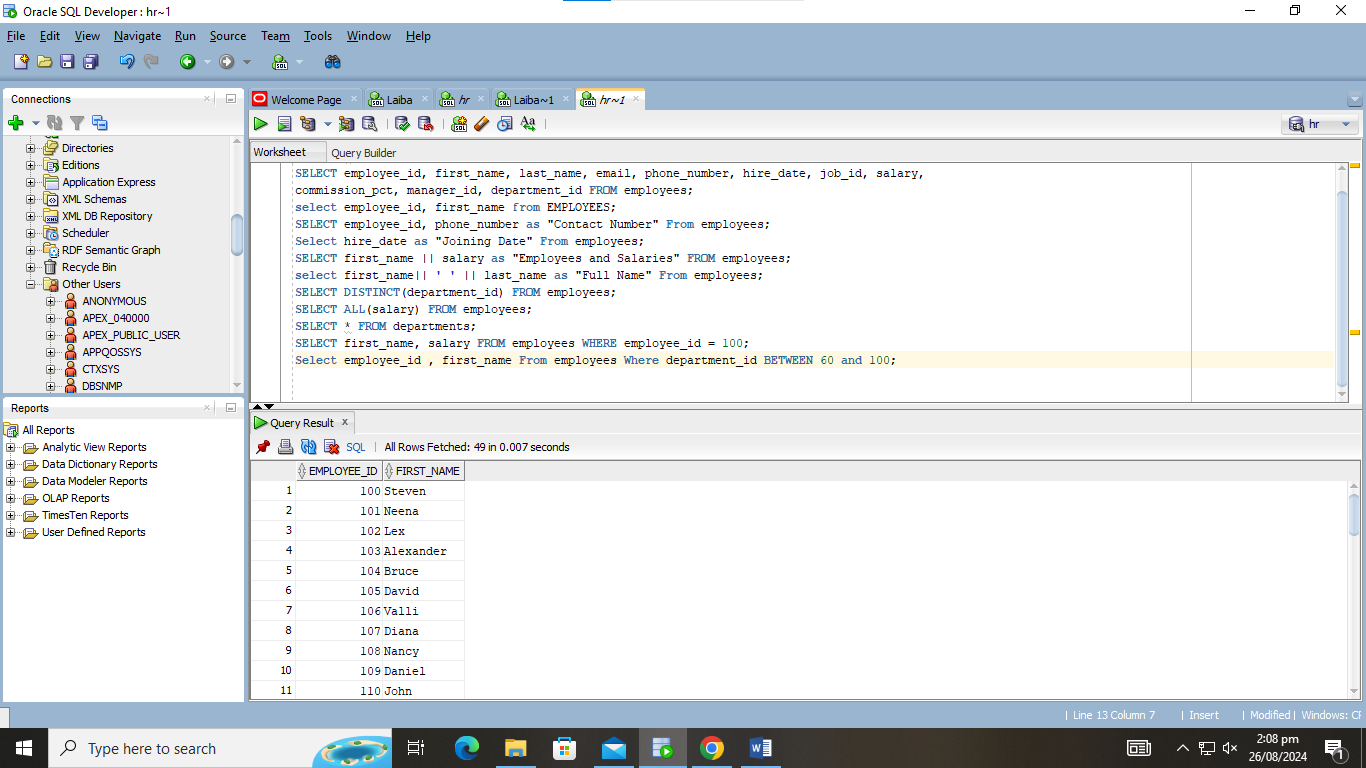 Oracle SQL Developer : hr~1
File Edit View Navigate Run Source Team Tools Window Help
Connections
Directories
Editions
Application Express
XML Schemas
XML DB Repository
Scheduler
RDF Semantic Graph
Recycle Bin
Other Users
ANONYMOUS
APEX_040000
APEX_PUBLIC_USER
APPQOSSYS
CTXSYS
DBSNMP
Reports
All Reports
Analytic View Reports
Data Dictionary Reports
Data Modeler Reports
OLAP Reports
TimesTen Reports
User Defined Reports
Welcome Page Laiba hr Laiba~1 hr~1
hr
Worksheet Query Builder
SELECT employee_id, first_name, last_name, email, phone_number, hire_date, job_id, salary,
commission_pct, manager_id, department_id FROM employees;
select employee_id, first_name from EMPLOYEES;
SELECT employee_id, phone_number as "Contact Number" From employees;
Select hire_date as "Joining Date" From employees;
SELECT first_name || salary as "Employees and Salaries" FROM employees;
select first_name|| ' ' || last_name as "Full Name" From employees;
SELECT DISTINCT(department_id) FROM employees;
SELECT ALL(salary) FROM employees;
SELECT * FROM departments;
SELECT first_name, salary FROM employees WHERE employee_id = 100;
Select employee_id , first_name From employees Where department_id BETWEEN 60 and 100;
Query Result
SQL | All Rows Fetched: 49 in 0.007 seconds
EMPLOYEE_ID FIRST_NAME
1 100 Steven
2 101 Neena
3 102 Lex
4 103 Alexander
5 104 Bruce
6 105 David
7 106 Valli
8 107 Diana
9 108 Nancy
10 109 Daniel
11 110 John
| Line 13 Column 7 | Insert | Modified | Windows: CF
Type here to search
2:08 pm
26/08/2024
1